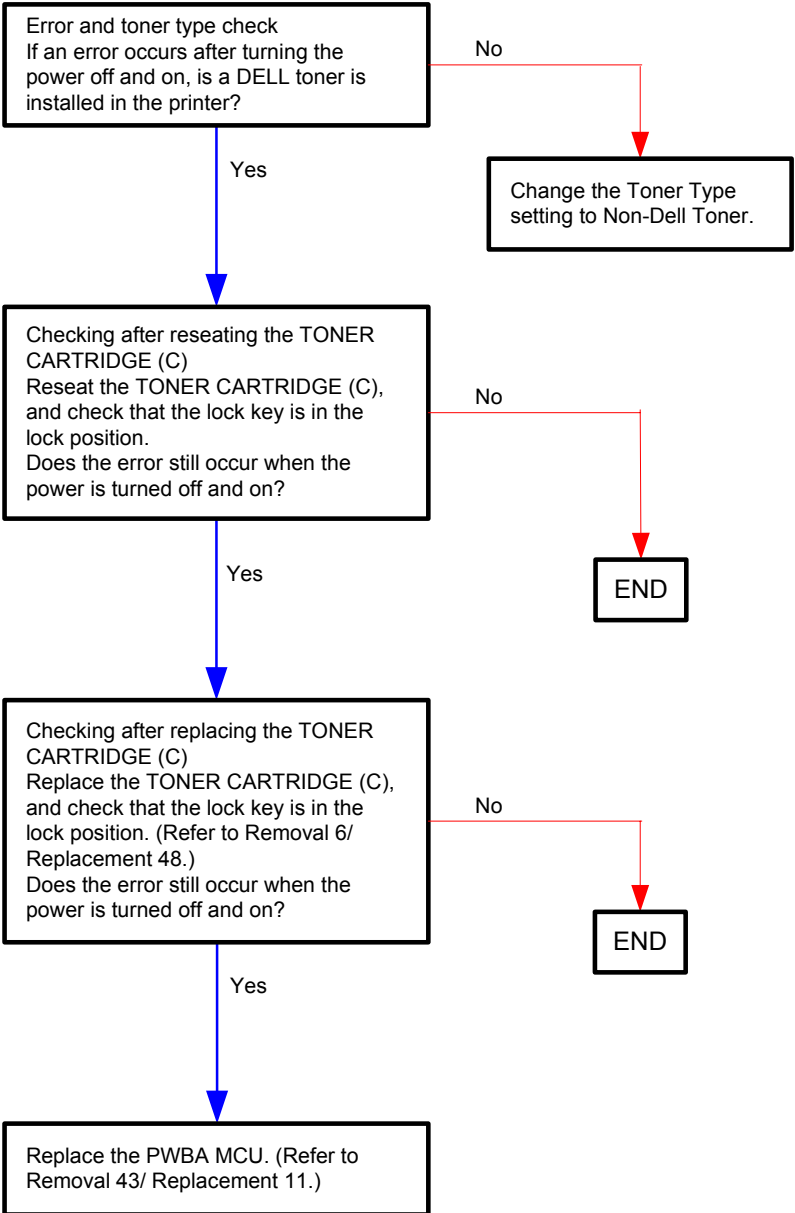 Error and toner type check
If an error occurs after turning the
power off and on, is a DELL toner is
installed in the printer?
No
Yes
Change the Toner Type
setting to Non-Dell Toner.
Checking after reseating the TONER
CARTRIDGE (C)
Reseat the TONER CARTRIDGE (C),
and check that the lock key is in the
lock position.
Does the error still occur when the
power is turned off and on?
No
Yes
END
Checking after replacing the TONER
CARTRIDGE (C)
Replace the TONER CARTRIDGE (C),
and check that the lock key is in the
lock position. (Refer to Removal 6/
Replacement 48.)
Does the error still occur when the
power is turned off and on?
No
END
Yes
Replace the PWBA MCU. (Refer to
Removal 43/ Replacement 11.)